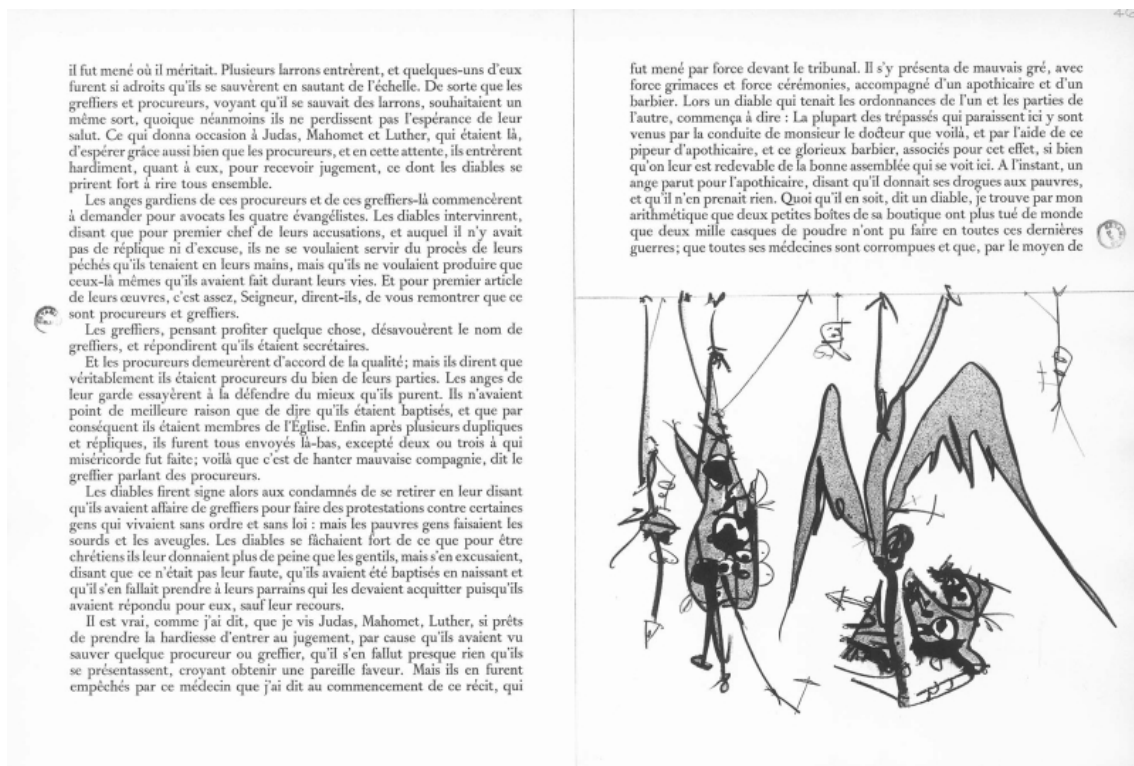 il fut mené où il méritait. Plusieurs larrons entrèrent, et quelques-uns d'eux
furent si adroits qu'ils se sauvèrent en sautant de l'échelle. De sorte que les
greffiers et procureurs, voyant qu'il se sauvait des larrons, souhaitaient un
même sort, quoique néanmoins ils ne perdissent pas l'espérance de leur
salut. Ce qui donna occasion à Judas, Mahomet et Luther, qui étaient là,
d'espérer grâce aussi bien que les procureurs, et en cette attente, ils entrèrent
hardiment, quant à eux, pour recevoir jugement, ce dont les diables se
prirent fort à rire tous ensemble.
Les anges gardiens de ces procureurs et de ces greffiers-là commencèrent
à demander pour avocats les quatre évangélistes. Les diables intervinrent,
disant que pour premier chef de leurs accusations, et auquel il n'y avait
pas de réplique ni d'excuse, ils ne se voulaient servir du procès de leurs
péchés qu'ils tenaient en leurs mains, mais qu'ils ne voulaient produire que
ceux-là mêmes qu'ils avaient fait durant leurs vies. Et pour premier article
de leurs œuvres, c'est assez, Seigneur, dirent-ils, de vous remontrer que ce
sont procureurs et greffiers.
Les greffiers, pensant profiter quelque chose, désavouèrent le nom de
greffiers, et répondirent qu'ils étaient secrétaires.
Et les procureurs demeurèrent d'accord de la qualité; mais ils dirent que
véritablement ils étaient procureurs du bien de leurs parties. Les anges de
leur garde essayèrent à la défendre du mieux qu'ils purent. Ils n'avaient
point de meilleure raison que de dire qu'ils étaient baptisés, et que par
conséquent ils étaient membres de l'Église. Enfin après plusieurs dupliques
et répliques, ils furent tous envoyés là-bas, excepté deux ou trois à qui
miséricorde fut faite; voilà que c'est de hanter mauvaise compagnie, dit le
greffier parlant des procureurs.
Les diables firent signe alors aux condamnés de se retirer en leur disant
qu'ils avaient affaire de greffiers pour faire des protestations contre certaines
gens qui vivaient sans ordre et sans loi : mais les pauvres gens faisaient les
sourds et les aveugles. Les diables se fâchaient fort de ce que pour être
chrétiens ils leur donnaient plus de peine que les gentils, mais s'en excusaient,
disant que ce n'était pas leur faute, qu'ils avaient été baptisés en naissant et
qu'il s'en fallait prendre à leurs parrains qui les devaient acquitter puisqu'ils
avaient répondu pour eux, sauf leur recours.
Il est vrai, comme j'ai dit, que je vis Judas, Mahomet, Luther, si prêts
de prendre la hardiesse d'entrer au jugement, par cause qu'ils avaient vu
sauver quelque procureur ou greffier, qu'il s'en fallut presque rien qu'ils
se présentassent, croyant obtenir une pareille faveur. Mais ils en furent
empêchés par ce médecin que j'ai dit au commencement de ce récit, qui
fut mené par force devant le tribunal. Il s'y présenta de mauvais gré, avec
force grimaces et force cérémonies, accompagné d'un apothicaire et d'un
barbier. Lors un diable qui tenait les ordonnances de l'un et les parties de
l'autre, commença à dire : La plupart des trépassés qui paraissent ici y sont
venus par la conduite de monsieur le docteur que voilà, et par l'aide de ce
pipeur d'apothicaire, et ce glorieux barbier, associés pour cet effet, si bien
qu'on leur est redevable de la bonne assemblée qui se voit ici. A l'instant, un
ange parut pour l'apothicaire, disant qu'il donnait ses drogues aux pauvres,
et qu'il n'en prenait rien. Quoi qu'il en soit, dit un diable, je trouve par mon
arithmétique que deux petites boîtes de sa boutique ont plus tué de monde
que deux mille casques de poudre n'ont pu faire en toutes ces dernières
guerres; que toutes ses médecines sont corrompues et que, par le moyen de